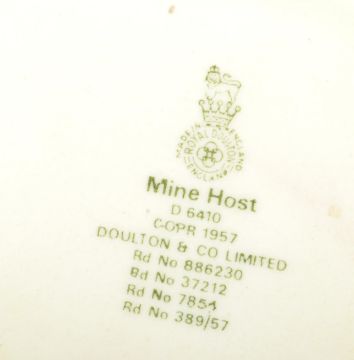 MADE IN ENGLAND
ROYAL DOULTON
ENGLAND
Mine Host
D 6410
COPR 1957
DOULTON & CO LIMITED
Rd No 886230
Rd No 37212
Rd No 7854
Rd No 389/57